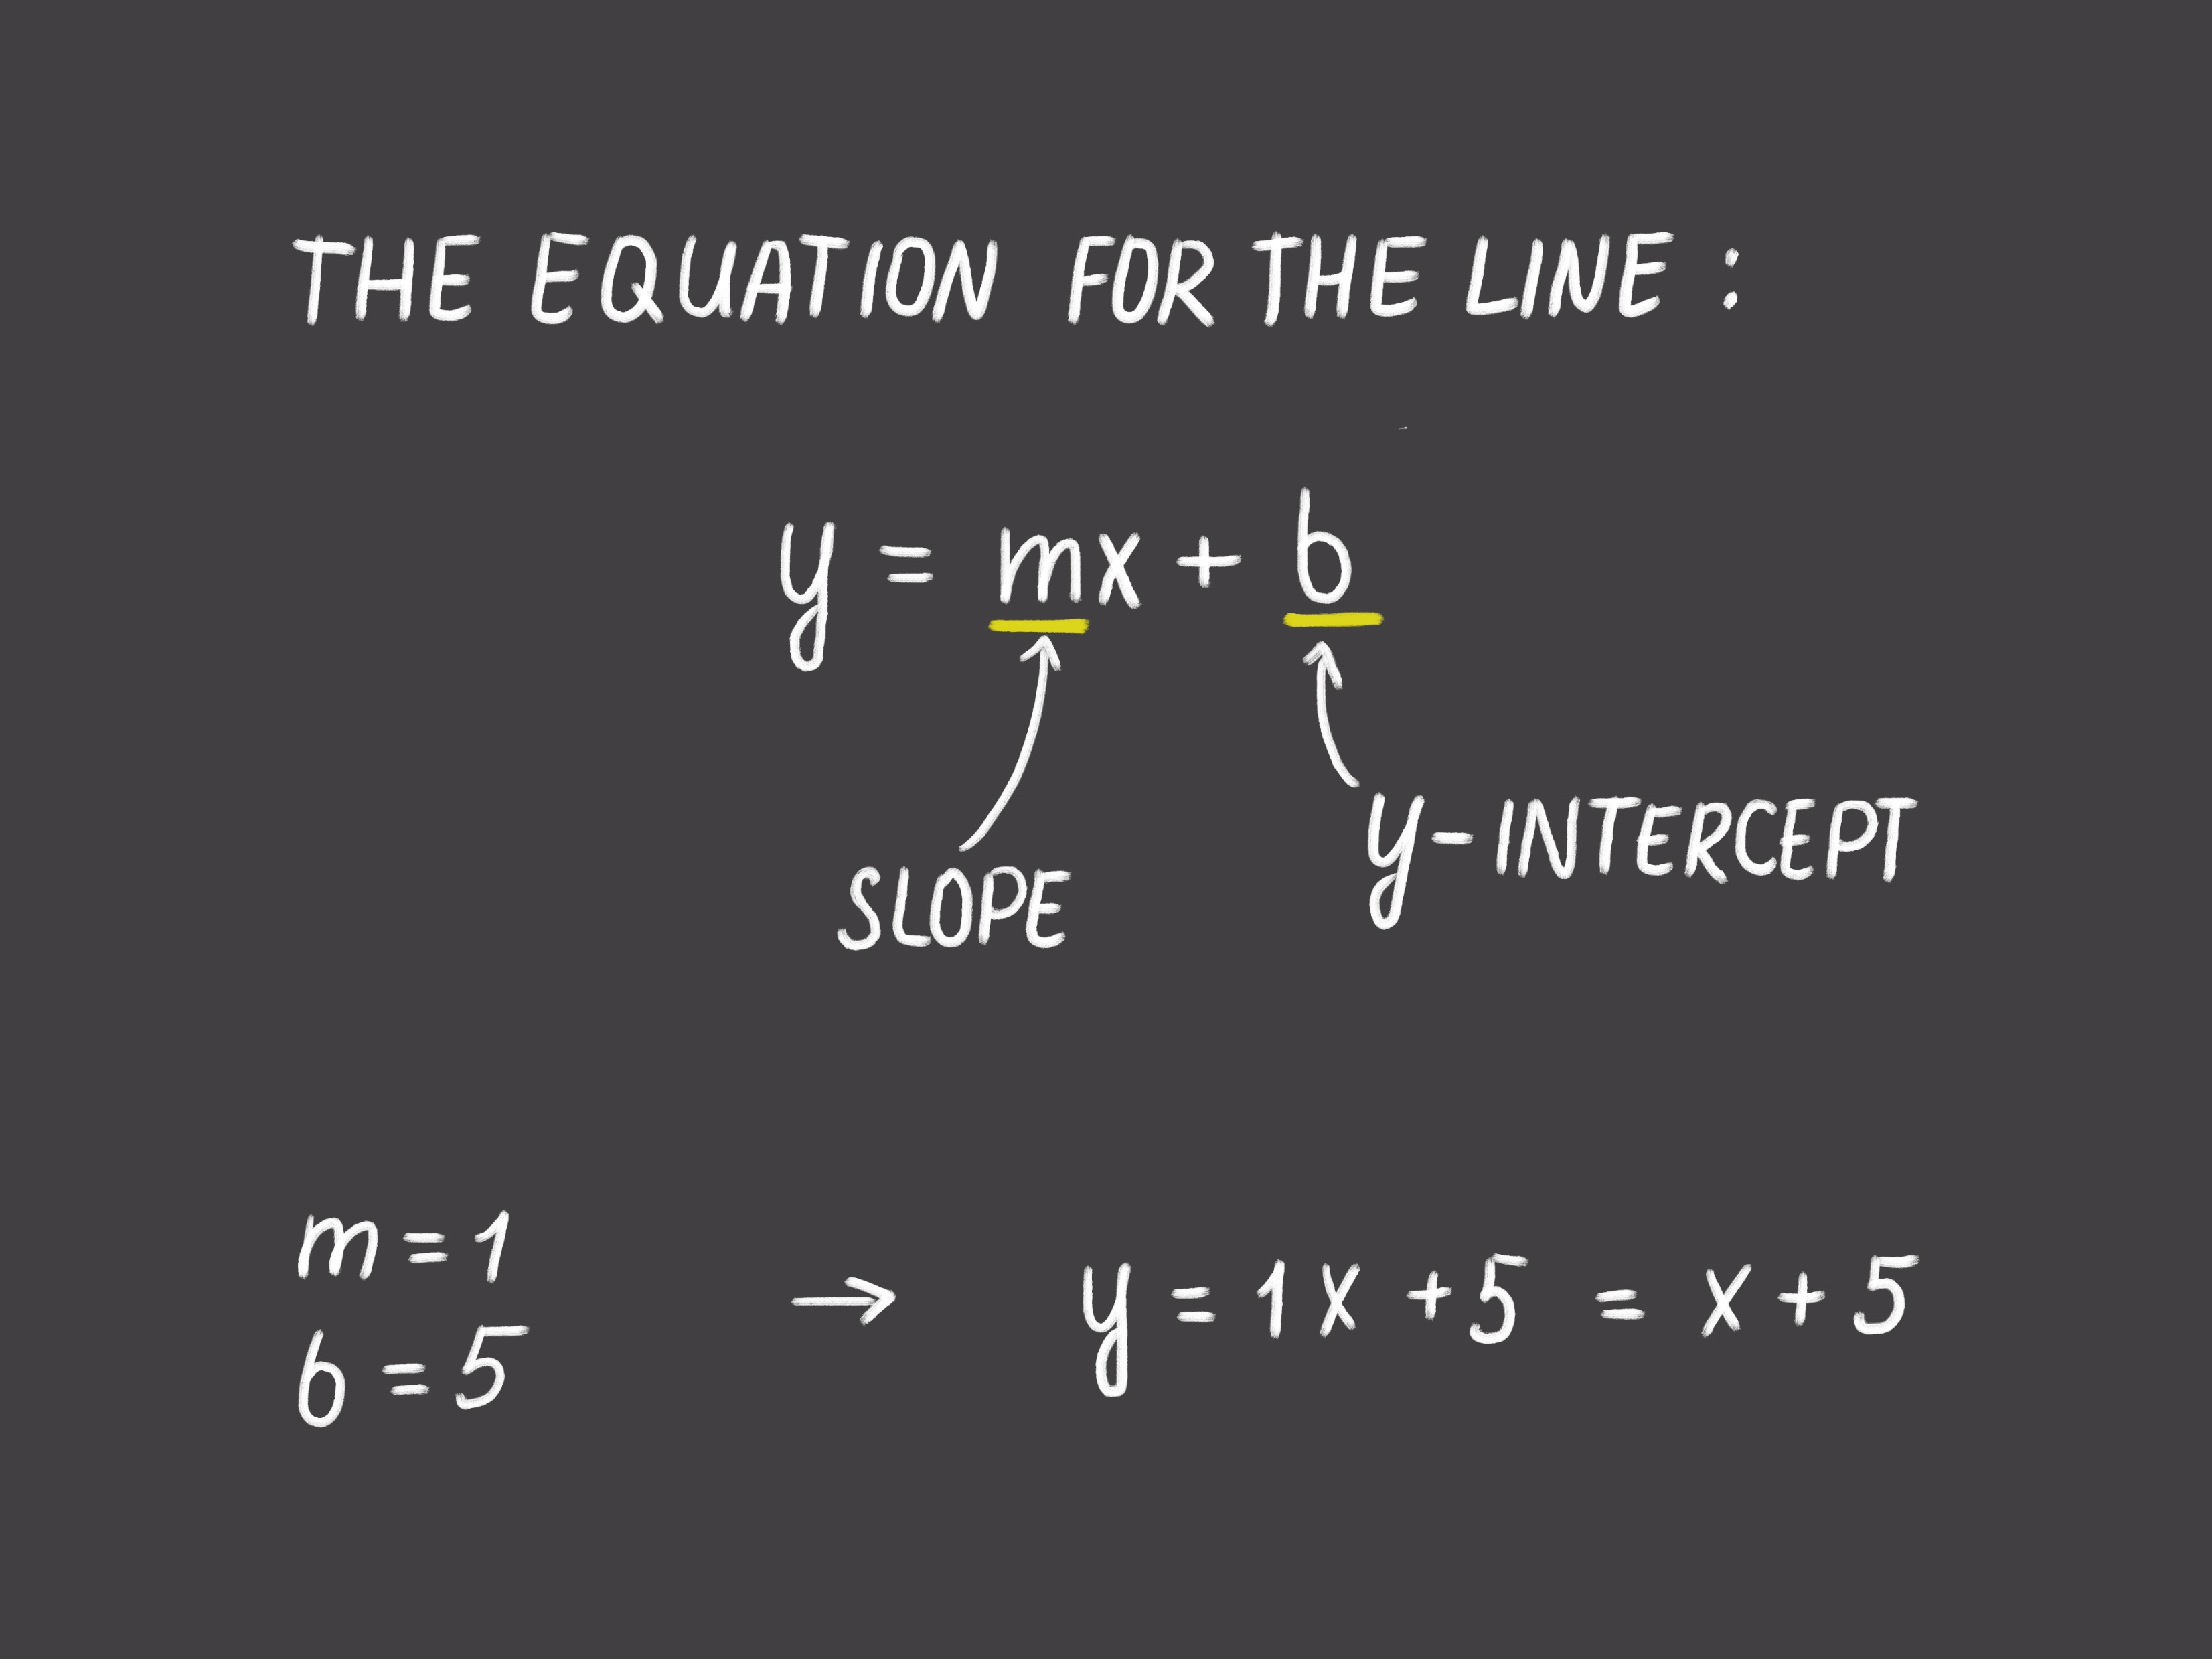 THE EQUATION FOR THE LINE :
y = mx + b
y-INTERCEPT
SLOPE
m = 1
b = 5
→ y = 1x + 5 = x + 5